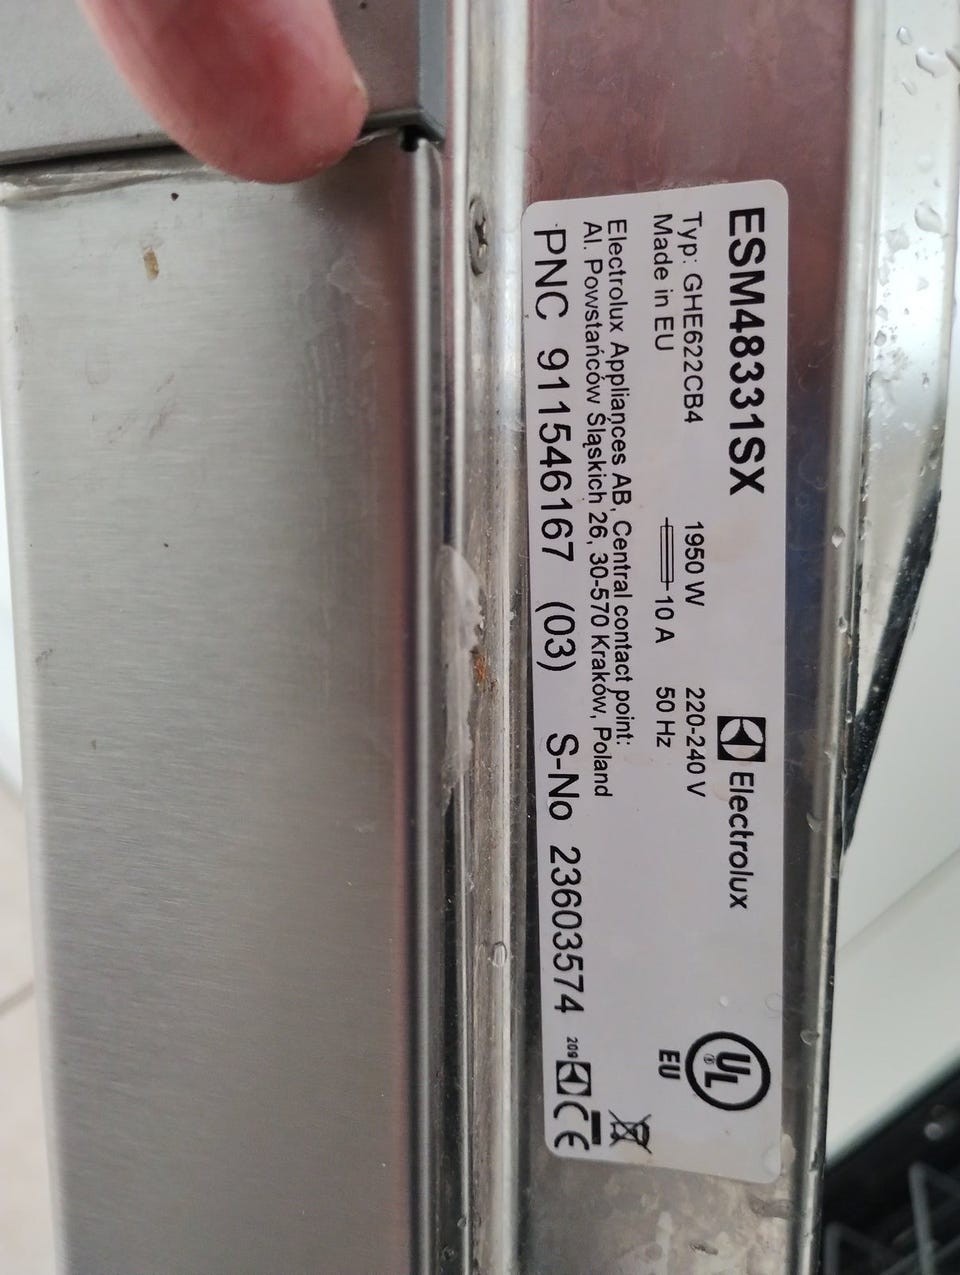 ESM48331SX
Electrolux
Typ: GHE622CB4 1950 W 220-240 V
Made in EU 10 A 50 Hz
UL ®
EU
Electrolux Appliances AB, Central contact point:
Al. Powstańców Śląskich 26, 30-570 Kraków, Poland
PNC 911546167 (03) S-No 23603574
209 CE